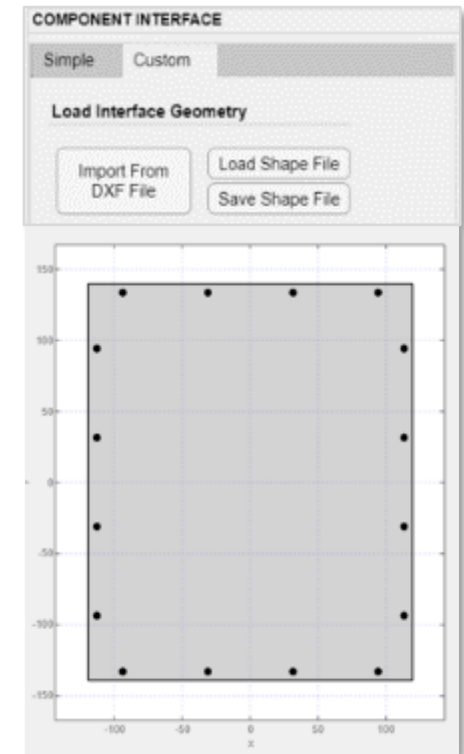 COMPONENT INTERFACE
Simple Custom
Load Interface Geometry
Import From
DXF File
Load Shape File
Save Shape File
150
100
50
0
-50
-100
-150
-100 -50 0 50 100
x